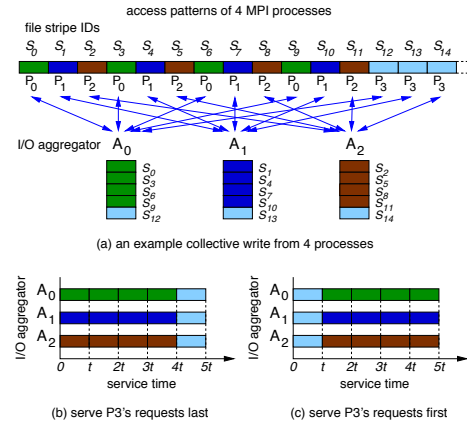 access patterns of 4 MPI processes
file stripe IDs
S0 S1 S2 S3 S4 S5 S6 S7 S8 S9 S10 S11 S12 S13 S14
P0 P1 P2 P0 P1 P2 P0 P1 P2 P0 P1 P2 P3 P3 P3
I/O aggregator A0 A1 A2
S0 S1 S2
S3 S4 S5
S6 S7 S8
S9 S10 S11
S12 S13 S14
(a) an example collective write from 4 processes
I/O aggregator
A0
A1
A2
0 t 2t 3t 4t 5t
service time
(b) serve P3's requests last
I/O aggregator
A0
A1
A2
0 t 2t 3t 4t 5t
service time
(c) serve P3's requests first